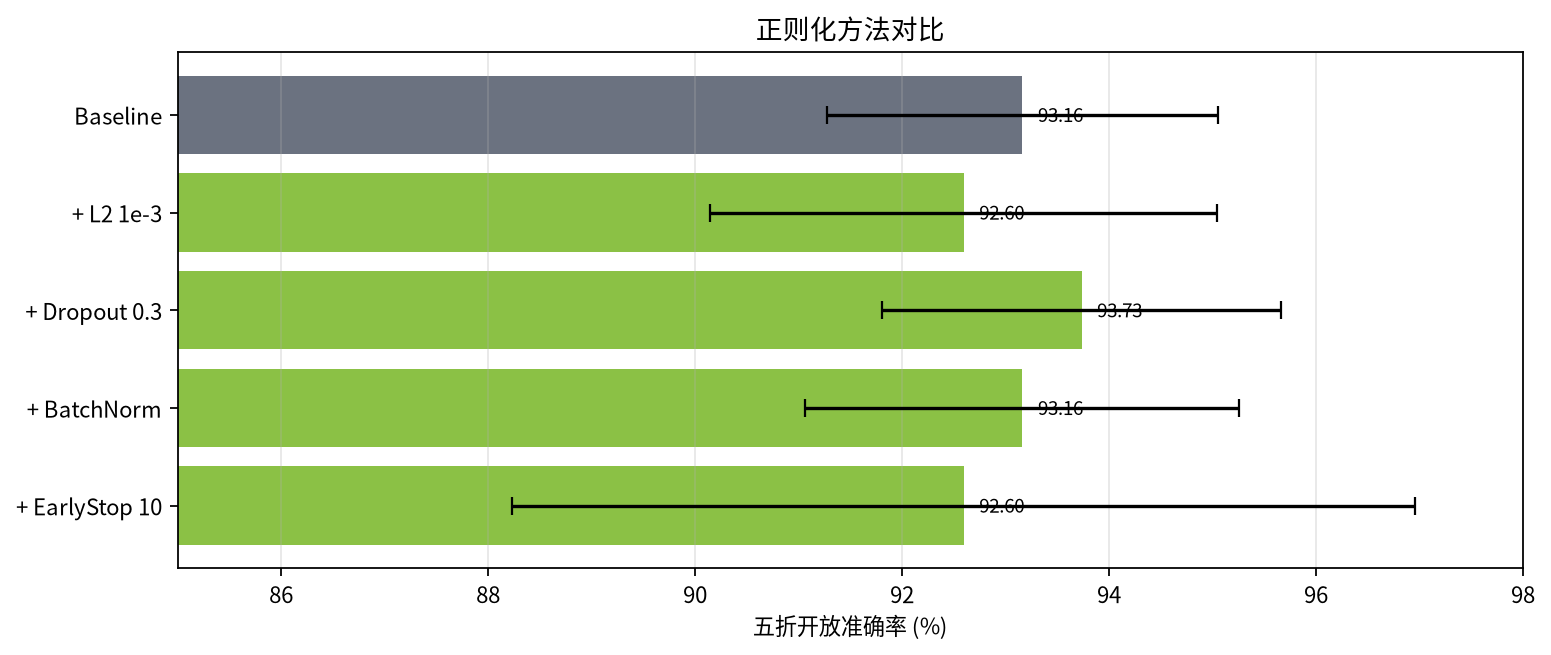 正则化方法对比
Baseline
93.16
+ L2 1e-3
92.60
+ Dropout 0.3
93.73
+ BatchNorm
93.16
+ EarlyStop 10
92.60
86 88 90 92 94 96 98
五折开放准确率 (%)